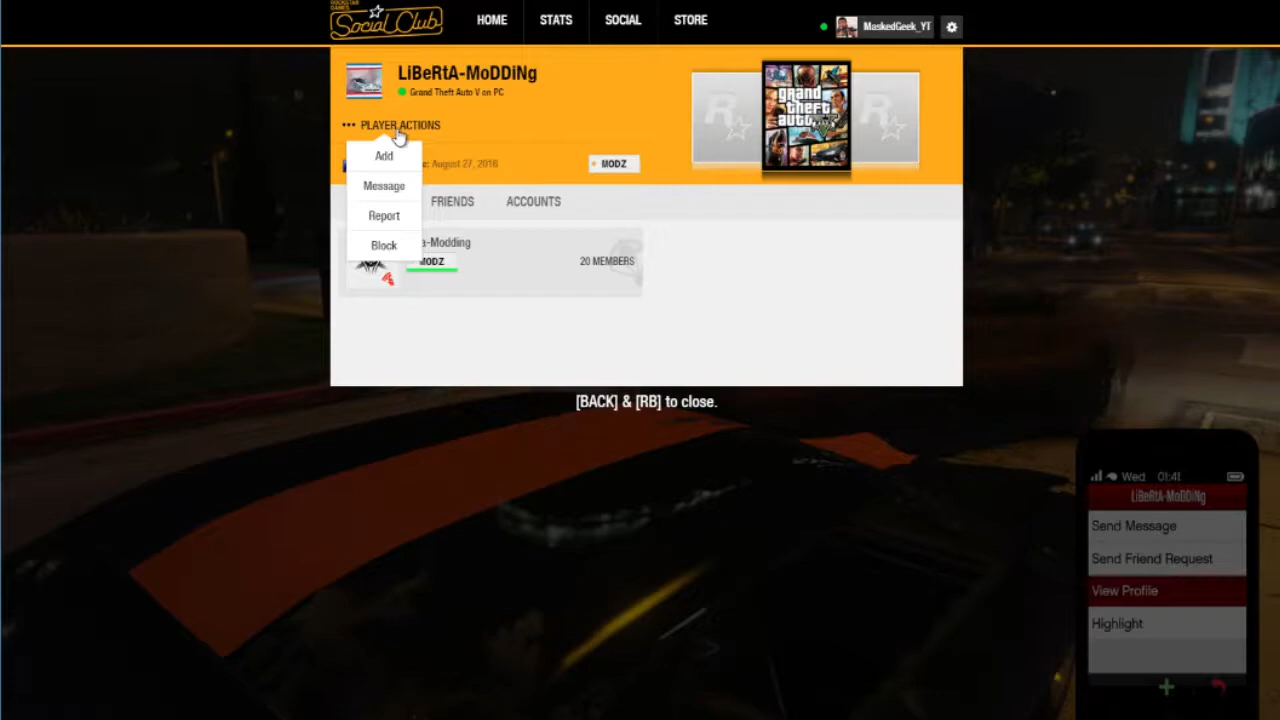 ROCKSTAR GAMES
Social Club
HOME STATS SOCIAL STORE
MaskedGeek_YT
LiBeRtA-MoDDiNg
Grand Theft Auto V on PC
••• PLAYER ACTIONS
Add
e: August 27, 2016
MODZ
Message
FRIENDS ACCOUNTS
Report
Block
a-Modding
MODZ
20 MEMBERS
grand
theft
auto
V
R
R
[BACK] & [RB] to close.
Wed 01:41
LiBeRtA-MoDDiNg
Send Message
Send Friend Request
View Profile
Highlight